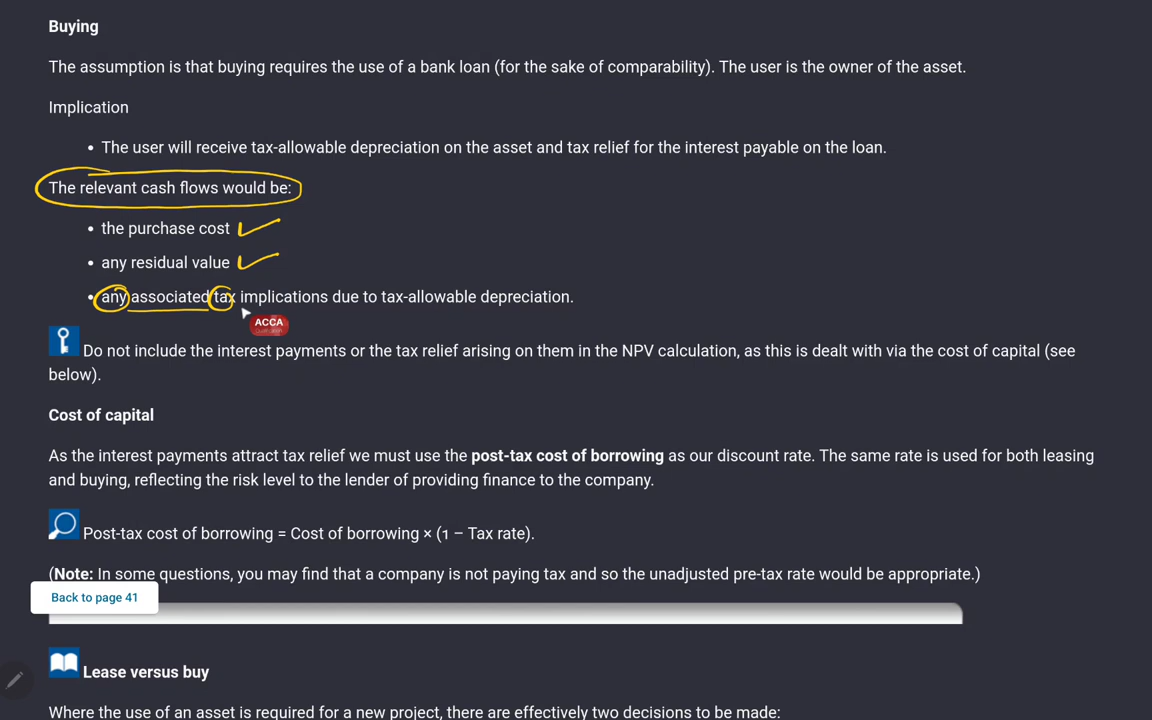 Buying
The assumption is that buying requires the use of a bank loan (for the sake of comparability). The user is the owner of the asset.
Implication
• The user will receive tax-allowable depreciation on the asset and tax relief for the interest payable on the loan.
The relevant cash flows would be:
• the purchase cost
• any residual value
• any associated tax implications due to tax-allowable depreciation.
ACCA
Do not include the interest payments or the tax relief arising on them in the NPV calculation, as this is dealt with via the cost of capital (see
below).
Cost of capital
As the interest payments attract tax relief we must use the post-tax cost of borrowing as our discount rate. The same rate is used for both leasing
and buying, reflecting the risk level to the lender of providing finance to the company.
Post-tax cost of borrowing = Cost of borrowing × (1 – Tax rate).
(Note: In some questions, you may find that a company is not paying tax and so the unadjusted pre-tax rate would be appropriate.)
Back to page 41
Lease versus buy
Where the use of an asset is required for a new project, there are effectively two decisions to be made: